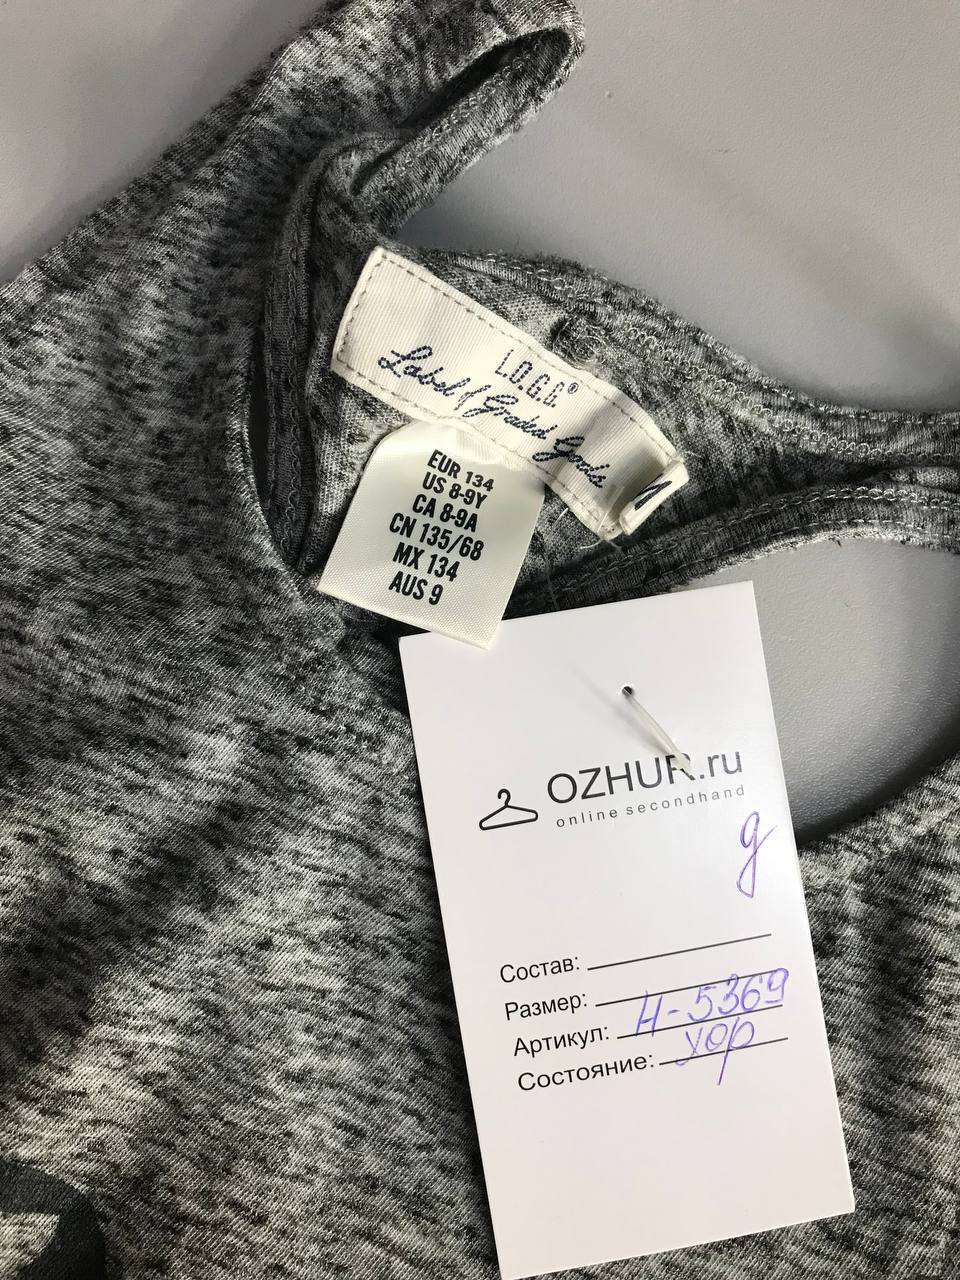 L.O.G.G.®
Label of Graded Goods
EUR 134
US 8-9Y
CA 8-9A
CN 135/68
MX 134
AUS 9
OZHUR.ru
online secondhand
g
Состав:
Размер:
Артикул: Н-5369
Состояние: хор